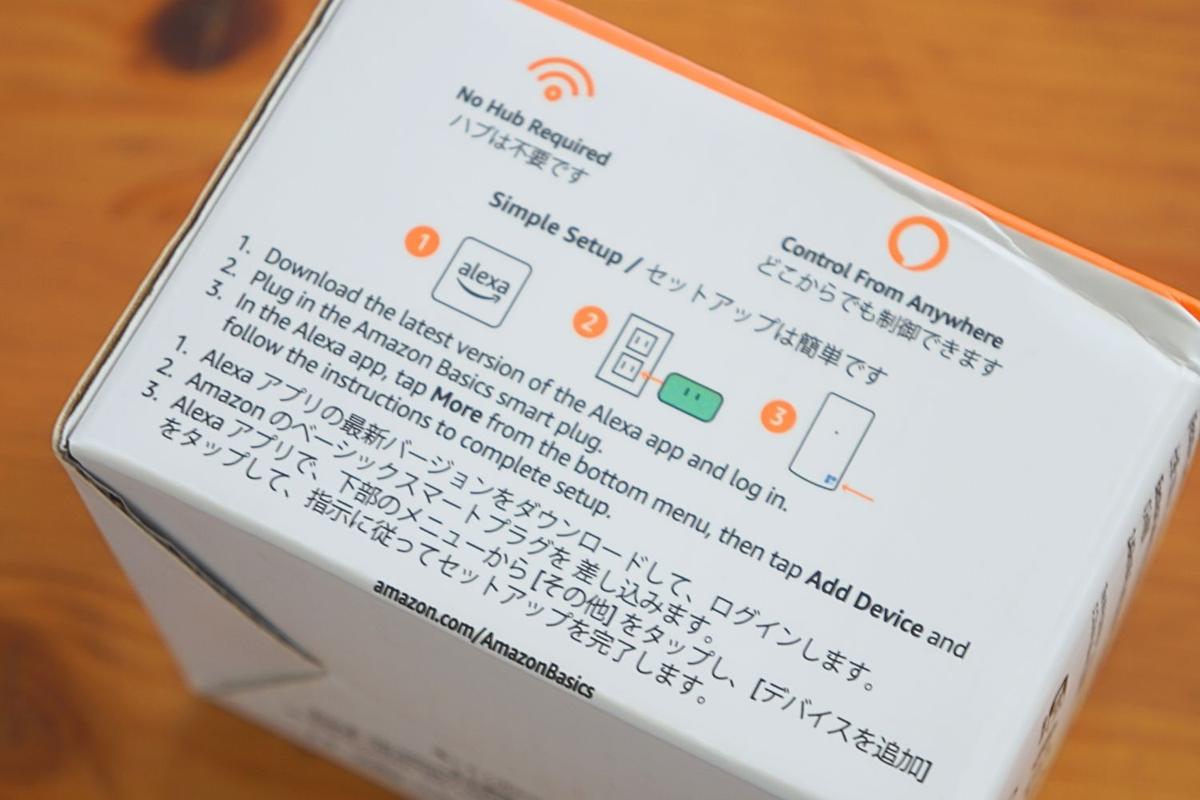 No Hub Required
ハブは不要です
Control From Anywhere
どこからでも制御できます
Simple Setup / セットアップは簡単です
1
alexa
2
3
1. Download the latest version of the Alexa app and log in.
2. Plug in the Amazon Basics smart plug.
3. In the Alexa app, tap More from the bottom menu, then tap Add Device and
follow the instructions to complete setup.
1. Alexa アプリの最新バージョンをダウンロードして、ログインします。
2. Amazon のベーシックスマートプラグを 差し込みます。
3. Alexa アプリで、下部のメニューから [その他] をタップし、[デバイスを追加]
をタップして、指示に従ってセットアップを完了します。
amazon.com/AmazonBasics